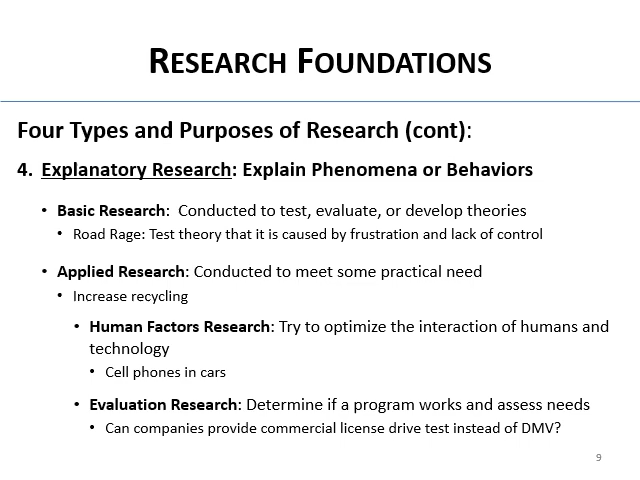 RESEARCH FOUNDATIONS
Four Types and Purposes of Research (cont):
4. Explanatory Research: Explain Phenomena or Behaviors
• Basic Research: Conducted to test, evaluate, or develop theories
• Road Rage: Test theory that it is caused by frustration and lack of control
• Applied Research: Conducted to meet some practical need
• Increase recycling
• Human Factors Research: Try to optimize the interaction of humans and
technology
• Cell phones in cars
• Evaluation Research: Determine if a program works and assess needs
• Can companies provide commercial license drive test instead of DMV?
9